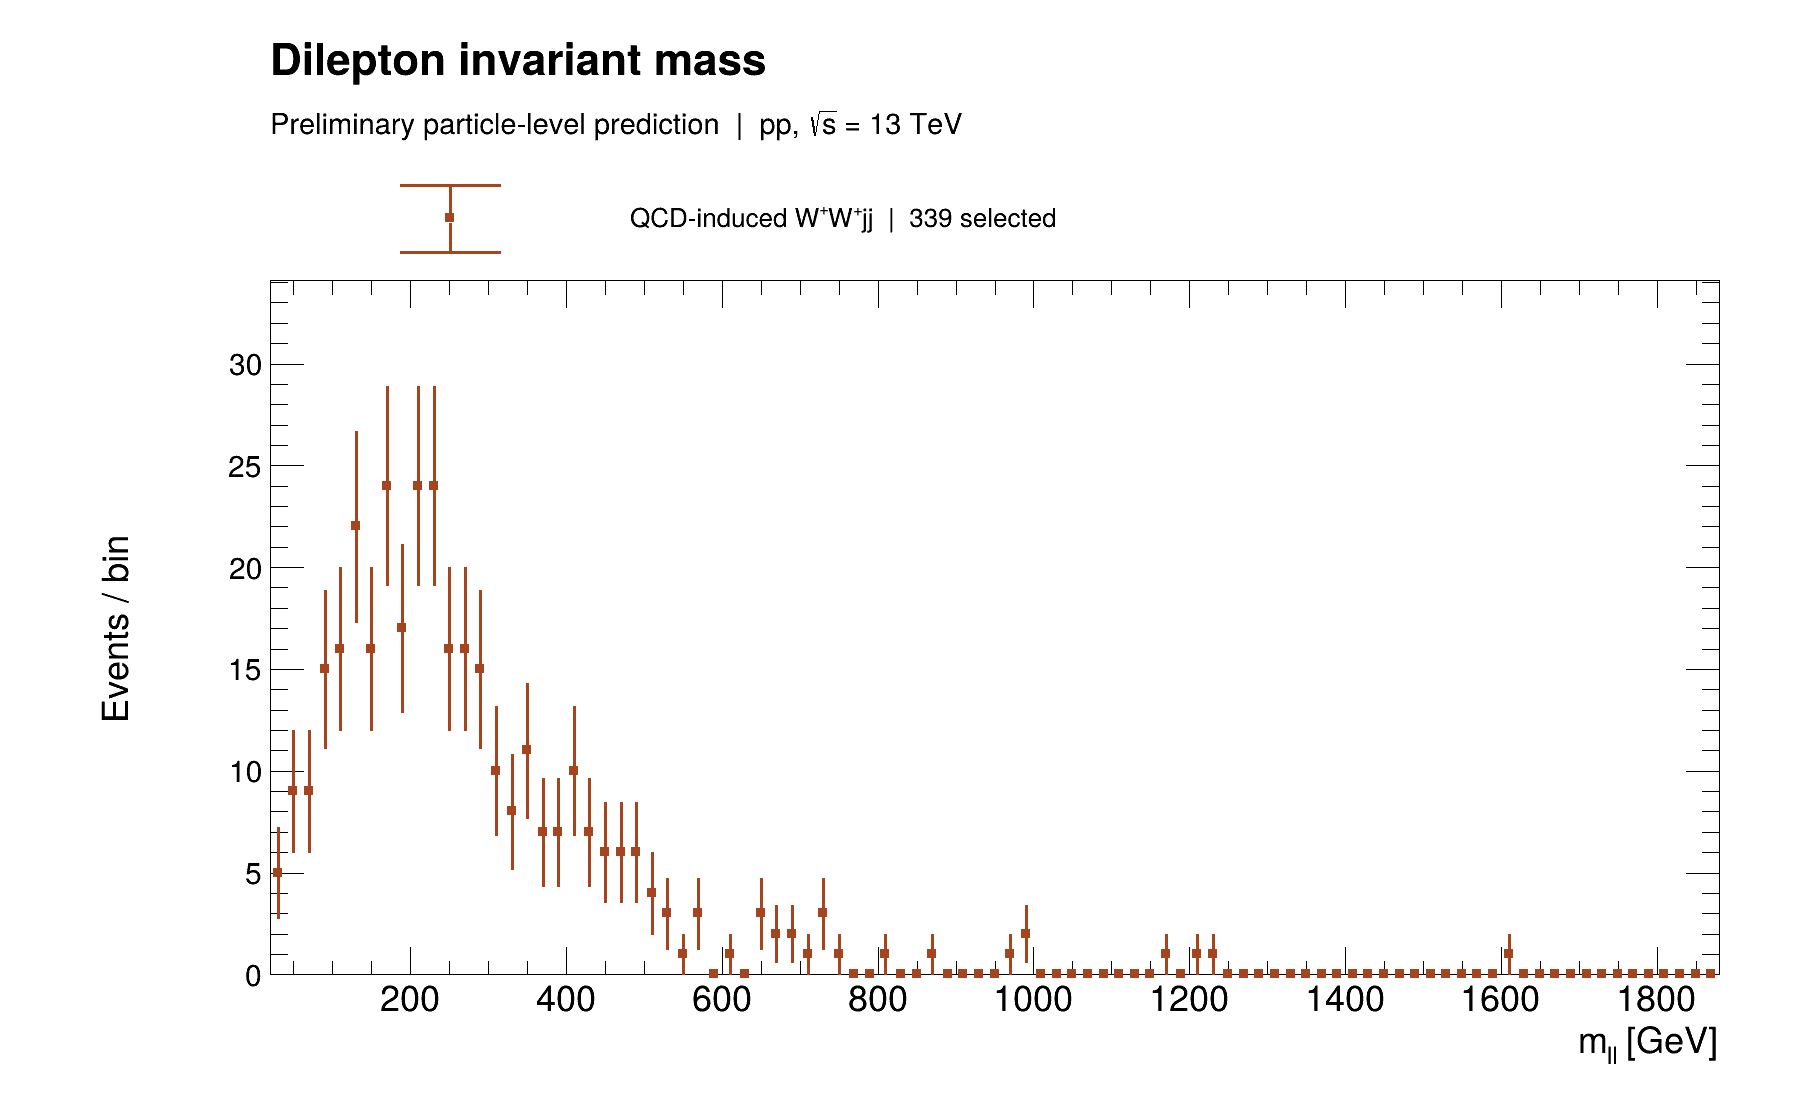 Dilepton invariant mass
Preliminary particle-level prediction | pp, √s = 13 TeV
QCD-induced W⁺W⁺jj | 339 selected
Events / bin
30
25
20
15
10
5
0
200 400 600 800 1000 1200 1400 1600 1800
m_ll [GeV]